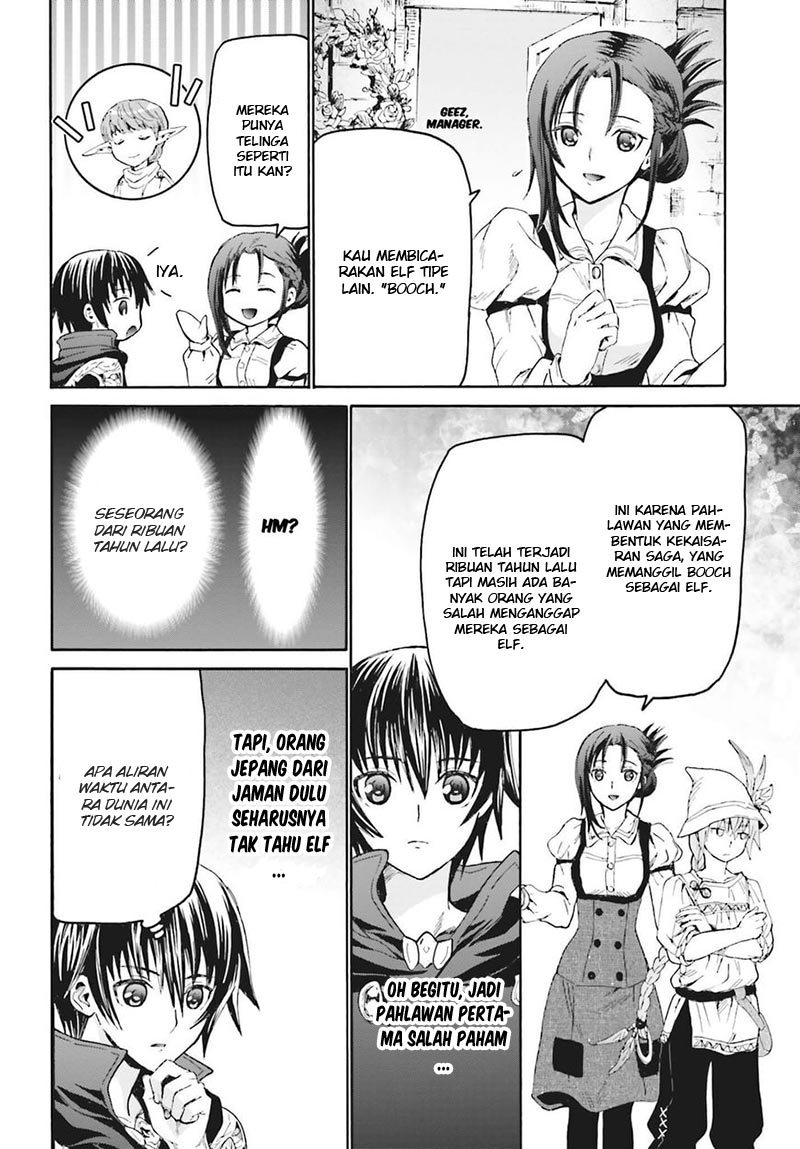 GEEZ,
MANAGER.
KAU MEMBICA-
RAKAN ELF TIPE
LAIN. "BOOCH."
MEREKA
PUNYA
TELINGA
SEPERTI
ITU KAN?
IYA.
INI KARENA PAH-
LAWAN YANG MEM-
BENTUK KEKAISA-
RAN SAGA, YANG
MEMANGGIL BOOCH
SEBAGAI ELF.
INI TELAH TERJADI
RIBUAN TAHUN LALU
TAPI MASIH ADA BA-
NYAK ORANG YANG
SALAH MENGANGGAP
MEREKA SEBAGAI
ELF.
OH BEGITU, JADI
PAHLAWAN PERTA-
MA SALAH PAHAM
...
HM?
SESEORANG
DARI RIBUAN
TAHUN LALU?
TAPI, ORANG
JEPANG DARI
JAMAN DULU
SEHARUSNYA
TAK TAHU ELF
...
APA ALIRAN
WAKTU ANTA-
RA DUNIA INI
TIDAK SAMA?